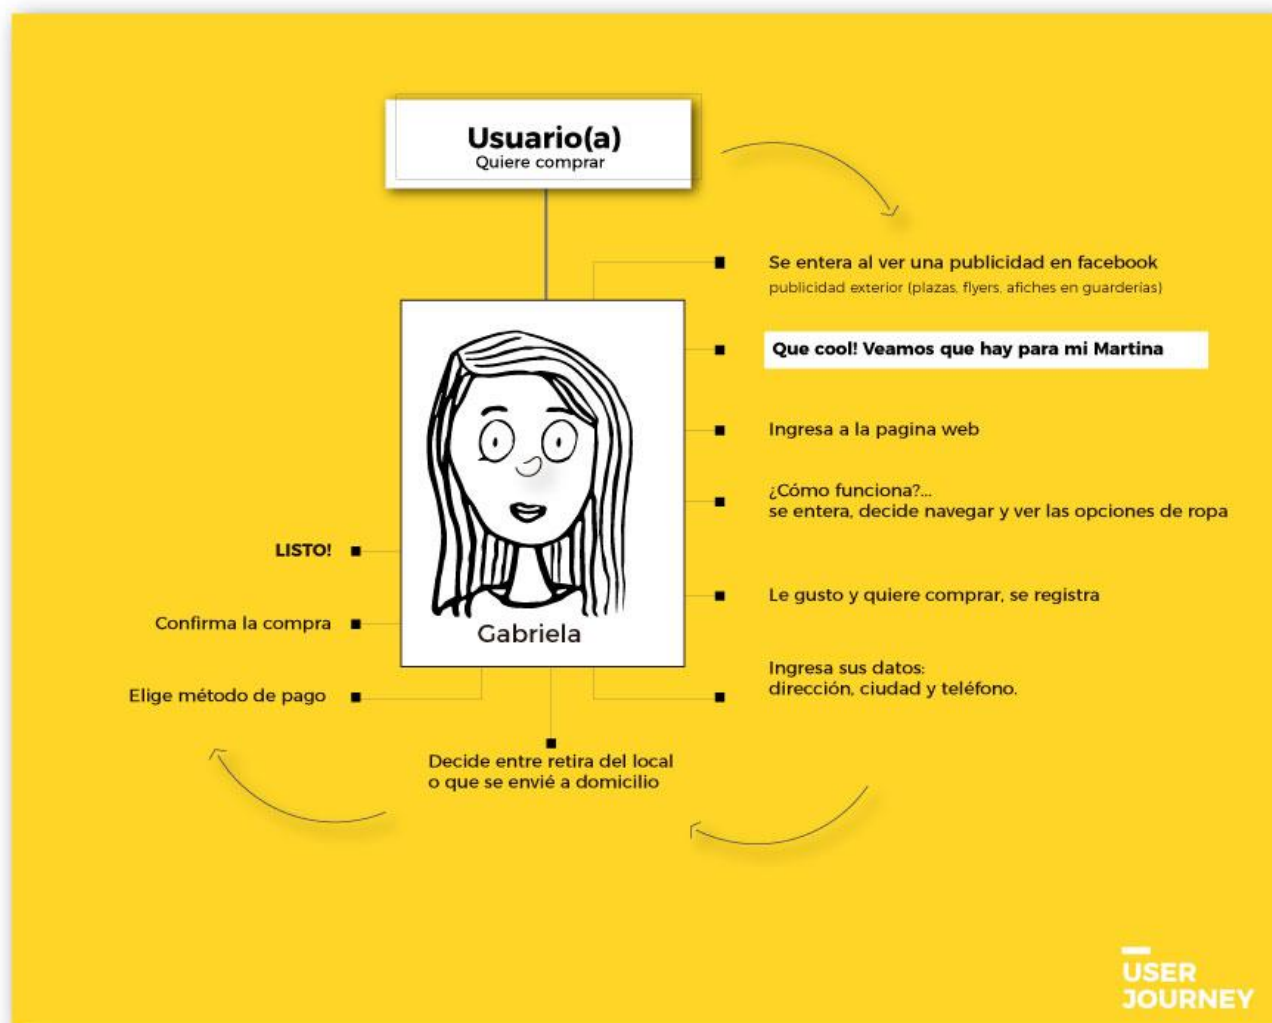 Usuario(a)
Quiere comprar
Se entera al ver una publicidad en facebook
publicidad exterior (plazas, flyers, afiches en guarderías)
Que cool! Veamos que hay para mi Martina
Ingresa a la pagina web
¿Cómo funciona?...
se entera, decide navegar y ver las opciones de ropa
Le gusto y quiere comprar, se registra
Ingresa sus datos:
dirección, ciudad y teléfono.
Decide entre retira del local
o que se envié a domicilio
Elige método de pago
Confirma la compra
LISTO!
Gabriela
USER
JOURNEY